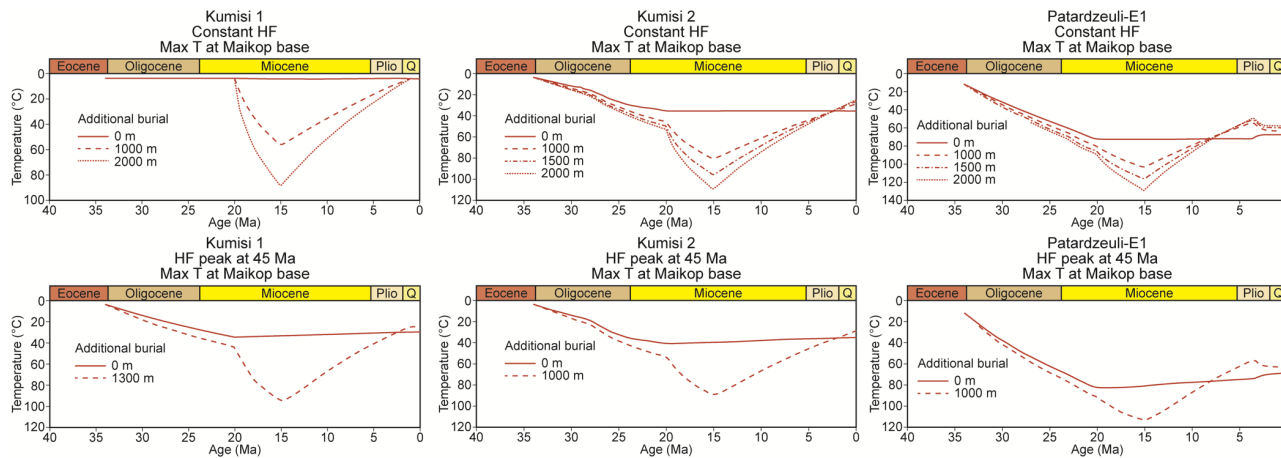 Kumisi 1
Constant HF
Max T at Maikop base
Eocene Oligocene Miocene Plio Q
0
20
40
60
80
100
Temperature (°C)
Additional burial
0 m
1000 m
2000 m
40 35 30 25 20 15 10 5 0
Age (Ma)
Kumisi 2
Constant HF
Max T at Maikop base
Eocene Oligocene Miocene Plio Q
0
20
40
60
80
100
120
Temperature (°C)
Additional burial
0 m
1000 m
1500 m
2000 m
40 35 30 25 20 15 10 5 0
Age (Ma)
Patardzeuli-E1
Constant HF
Max T at Maikop base
Eocene Oligocene Miocene Plio Q
0
20
40
60
80
100
120
140
Temperature (°C)
Additional burial
0 m
1000 m
1500 m
2000 m
40 35 30 25 20 15 10 5
Age (Ma)
Kumisi 1
HF peak at 45 Ma
Max T at Maikop base
Eocene Oligocene Miocene Plio Q
0
20
40
60
80
100
120
Temperature (°C)
Additional burial
0 m
1300 m
40 35 30 25 20 15 10 5 0
Age (Ma)
Kumisi 2
HF peak at 45 Ma
Max T at Maikop base
Eocene Oligocene Miocene Plio Q
0
20
40
60
80
100
120
Temperature (°C)
Additional burial
0 m
1000 m
40 35 30 25 20 15 10 5 0
Age (Ma)
Patardzeuli-E1
HF peak at 45 Ma
Max T at Maikop base
Eocene Oligocene Miocene Plio Q
0
20
40
60
80
100
120
Temperature (°C)
Additional burial
0 m
1000 m
40 35 30 25 20 15 10 5
Age (Ma)